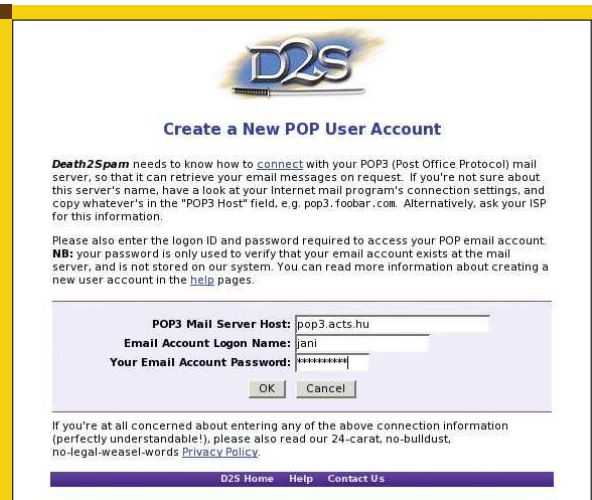 D2S
Create a New POP User Account
Death2Spam needs to know how to connect with your POP3 (Post Office Protocol) mail
server, so that it can retrieve your email messages on request. If you're not sure about
this server's name, have a look at your Internet mail program's connection settings, and
copy whatever's in the "POP3 Host" field, e.g. pop3.foobar.com. Alternatively, ask your ISP
for this information.
Please also enter the logon ID and password required to access your POP email account.
NB: your password is only used to verify that your email account exists at the mail
server, and is not stored on our system. You can read more information about creating a
new user account in the help pages.
POP3 Mail Server Host: pop3.acts.hu
Email Account Logon Name: jani
Your Email Account Password: **********
OK Cancel
If you're at all concerned about entering any of the above connection information
(perfectly understandable!), please also read our 24-carat, no-bulldust,
no-legal-weasel-words Privacy Policy.
D2S Home Help Contact Us